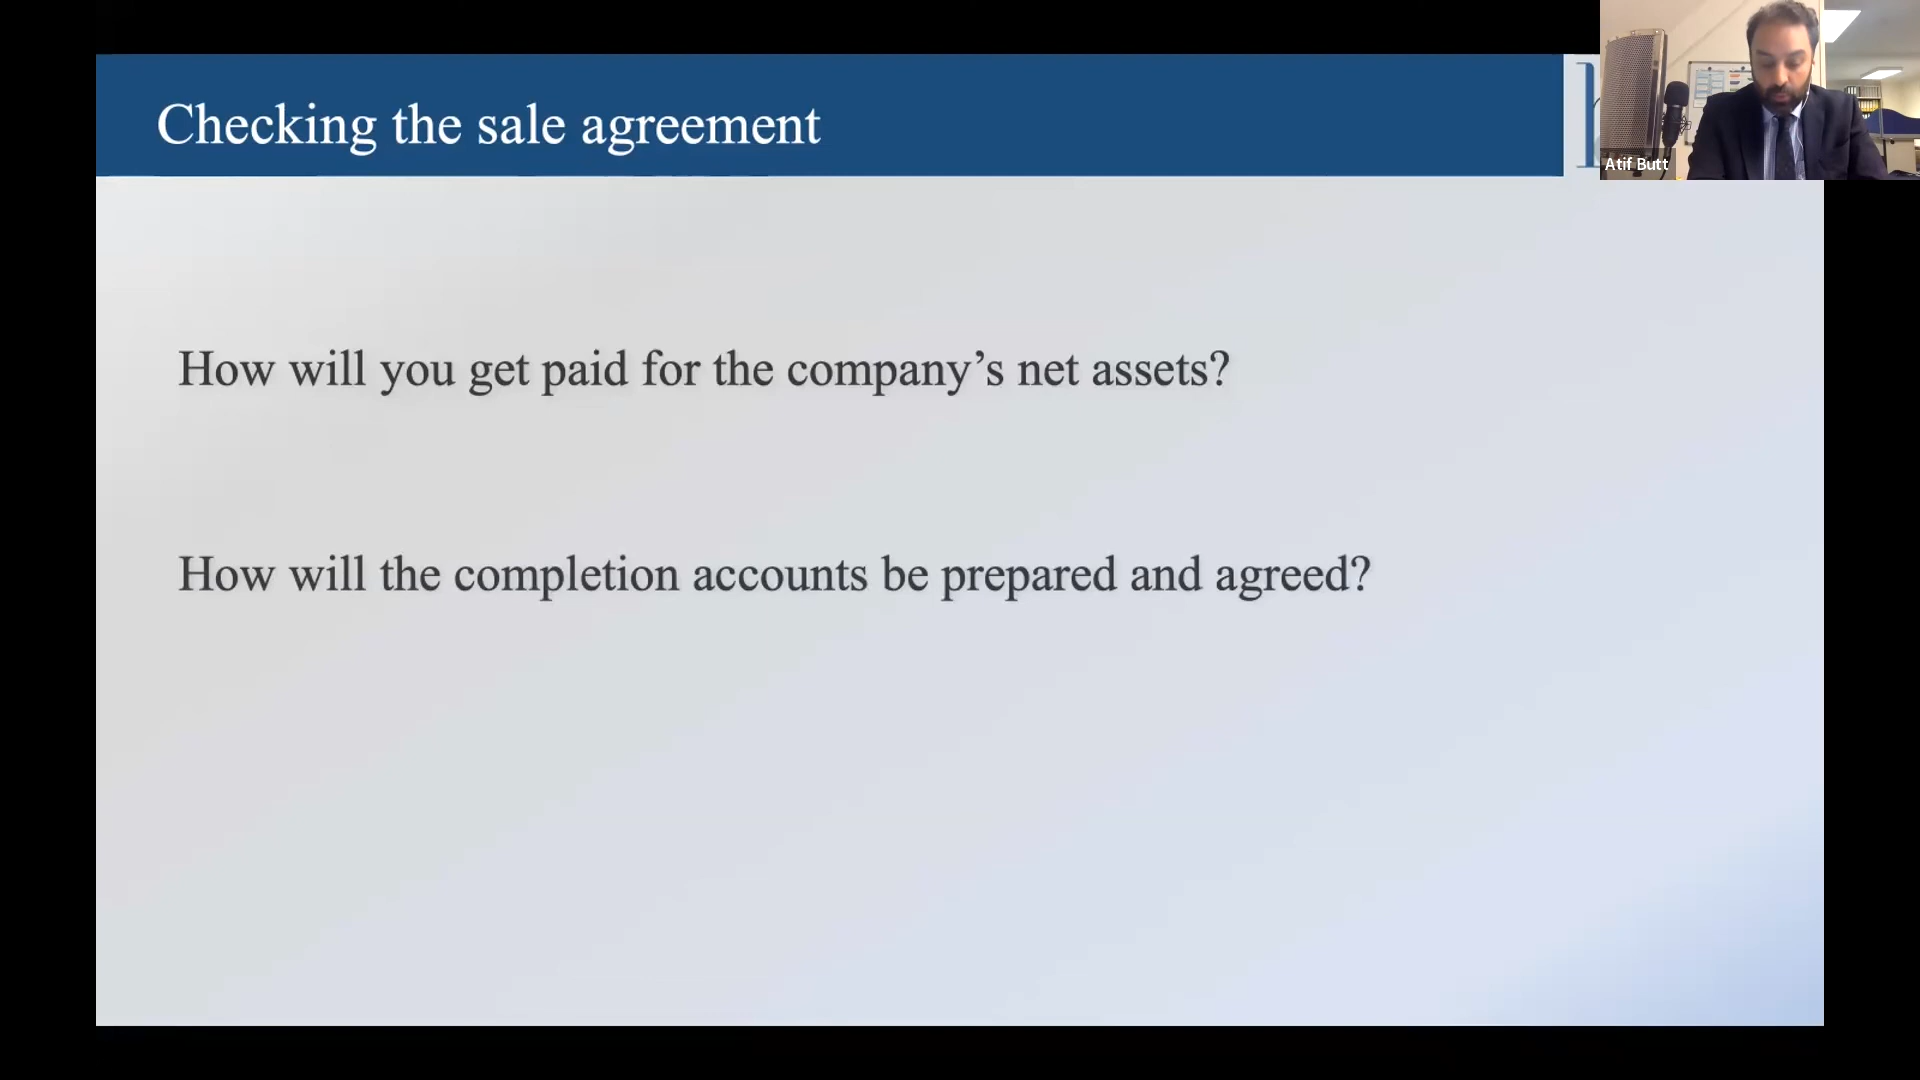 Checking the sale agreement
Atif Butt
How will you get paid for the company’s net assets?
How will the completion accounts be prepared and agreed?